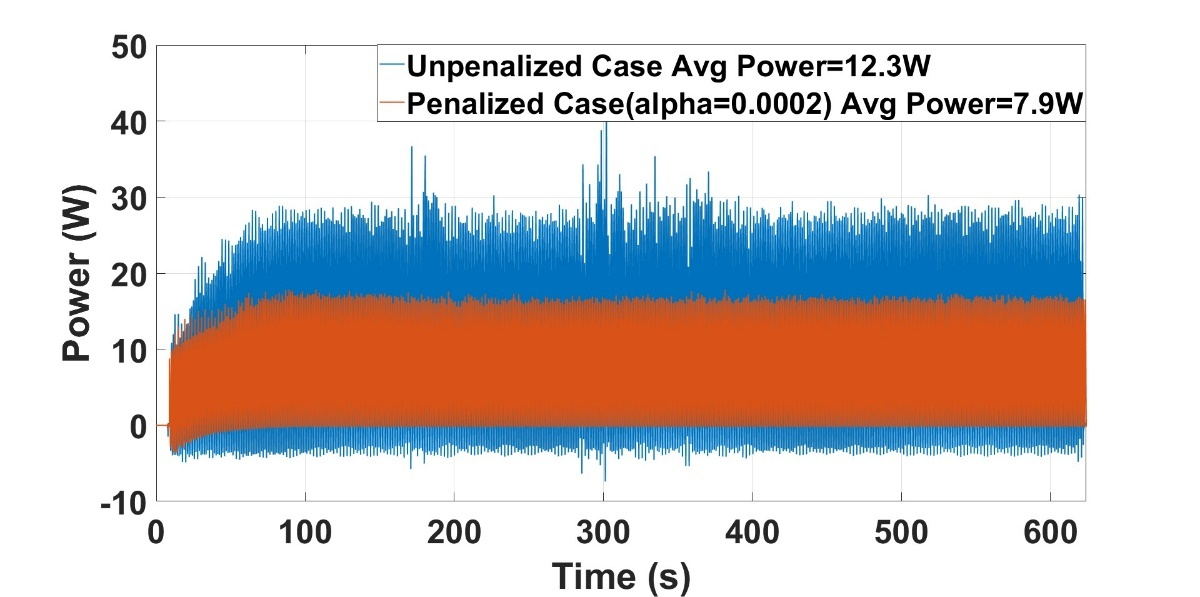 Unpenalized Case Avg Power=12.3W
Penalized Case(alpha=0.0002) Avg Power=7.9W
50
40
30
20
10
0
-10
Power (W)
0 100 200 300 400 500 600
Time (s)